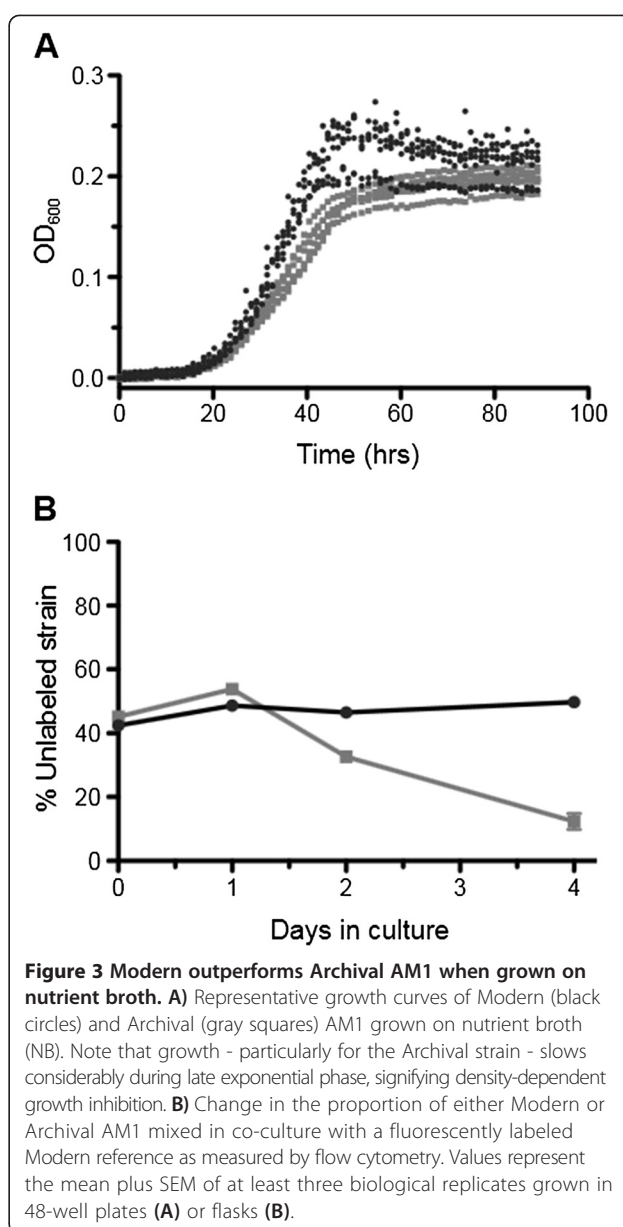 A
0.3
0.2
0.1
0.0
OD600
0 20 40 60 80 100
Time (hrs)
B
100
80
60
40
20
0
% Unlabeled strain
0 1 2 3 4
Days in culture
Figure 3 Modern outperforms Archival AM1 when grown on
nutrient broth. A) Representative growth curves of Modern (black
circles) and Archival (gray squares) AM1 grown on nutrient broth
(NB). Note that growth - particularly for the Archival strain - slows
considerably during late exponential phase, signifying density-dependent
growth inhibition. B) Change in the proportion of either Modern or
Archival AM1 mixed in co-culture with a fluorescently labeled
Modern reference as measured by flow cytometry. Values represent
the mean plus SEM of at least three biological replicates grown in
48-well plates (A) or flasks (B).